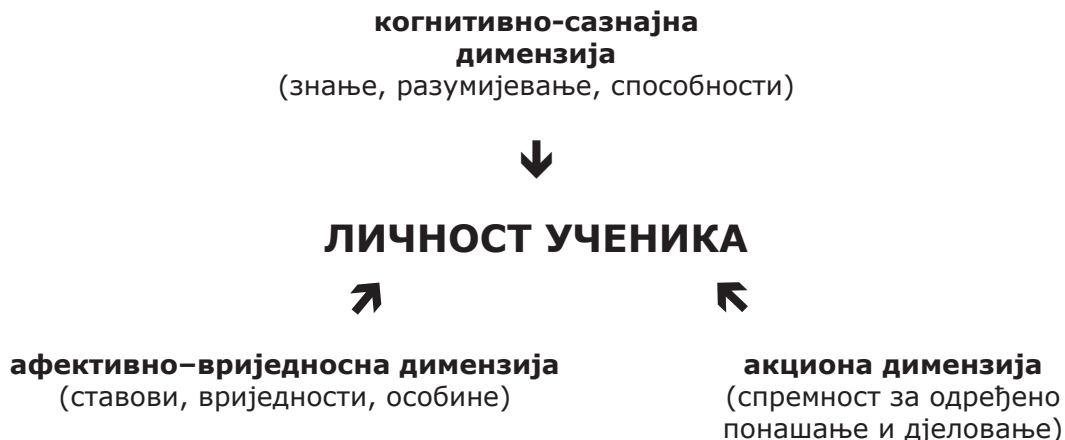 когнитивно-сазнајна
димензија
(знање, разумијевање, способности)
ЛИЧНОСТ УЧЕНИКА
афективно–вриједносна димензија
(ставови, вриједности, особине)
акциона димензија
(спремност за одређено
понашање и дјеловање)